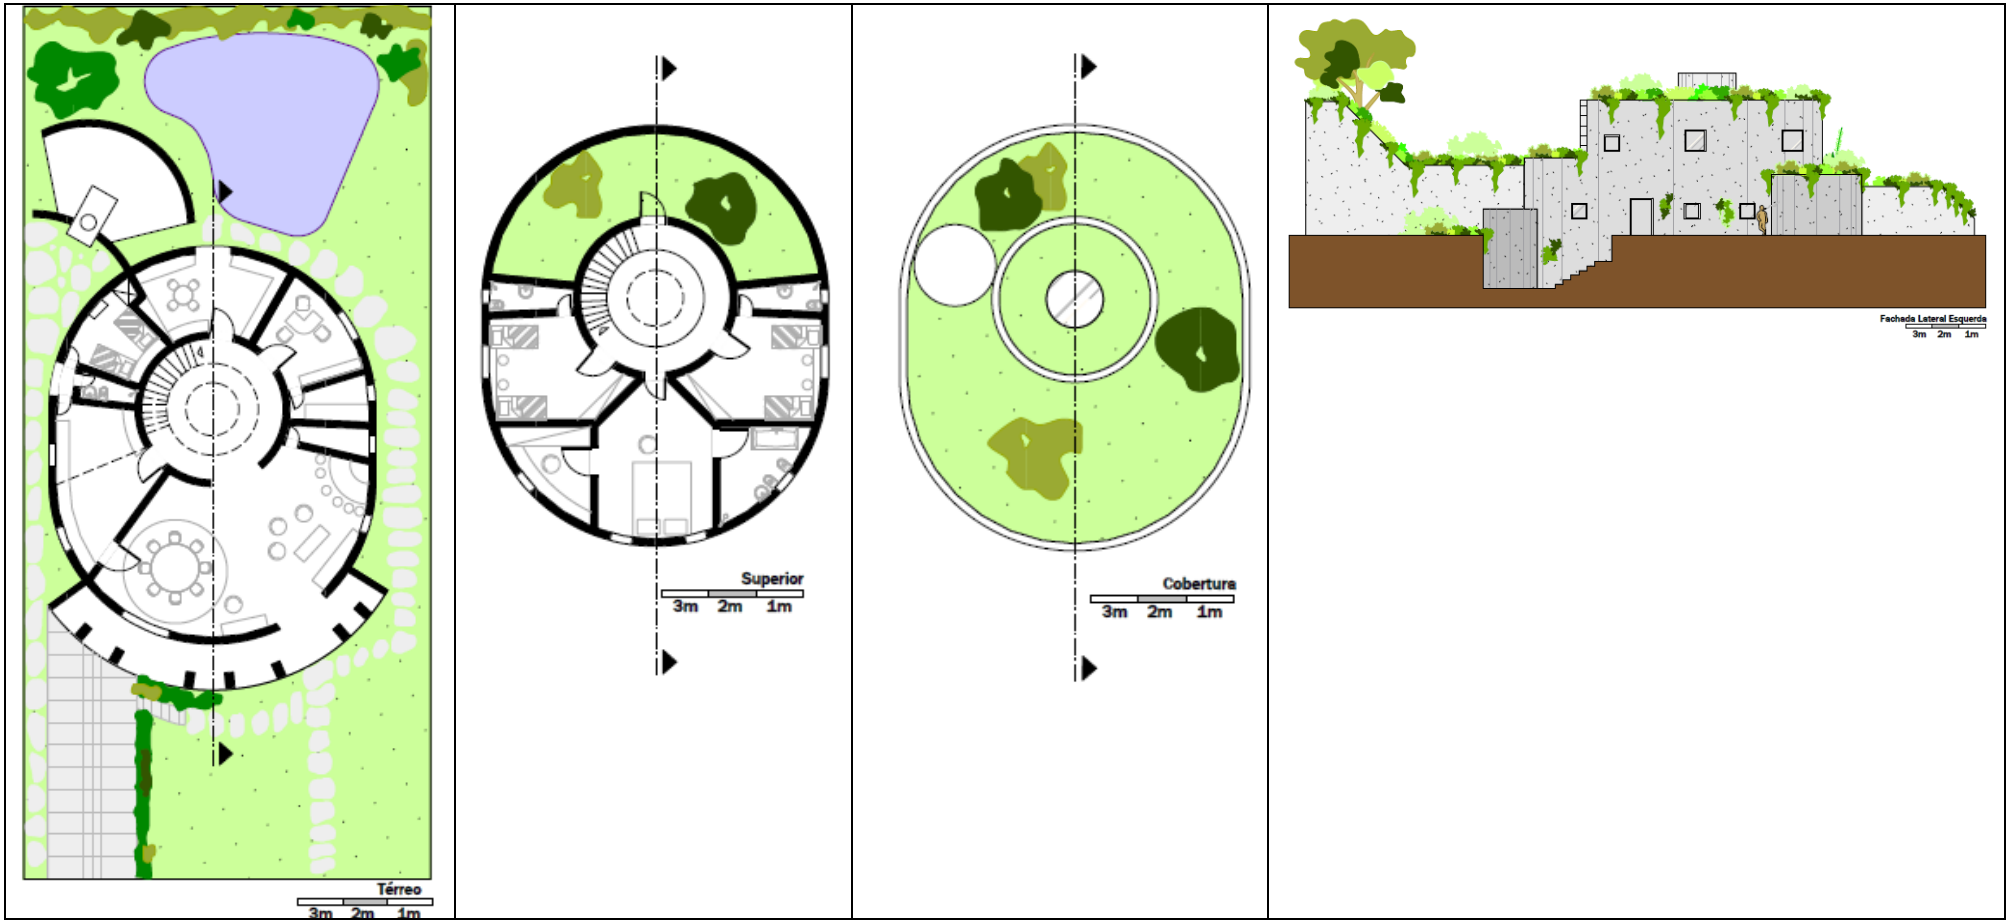 Térreo
3m 2m 1m
Superior
3m 2m 1m
Cobertura
3m 2m 1m
Fachada Lateral Esquerda
3m 2m 1m